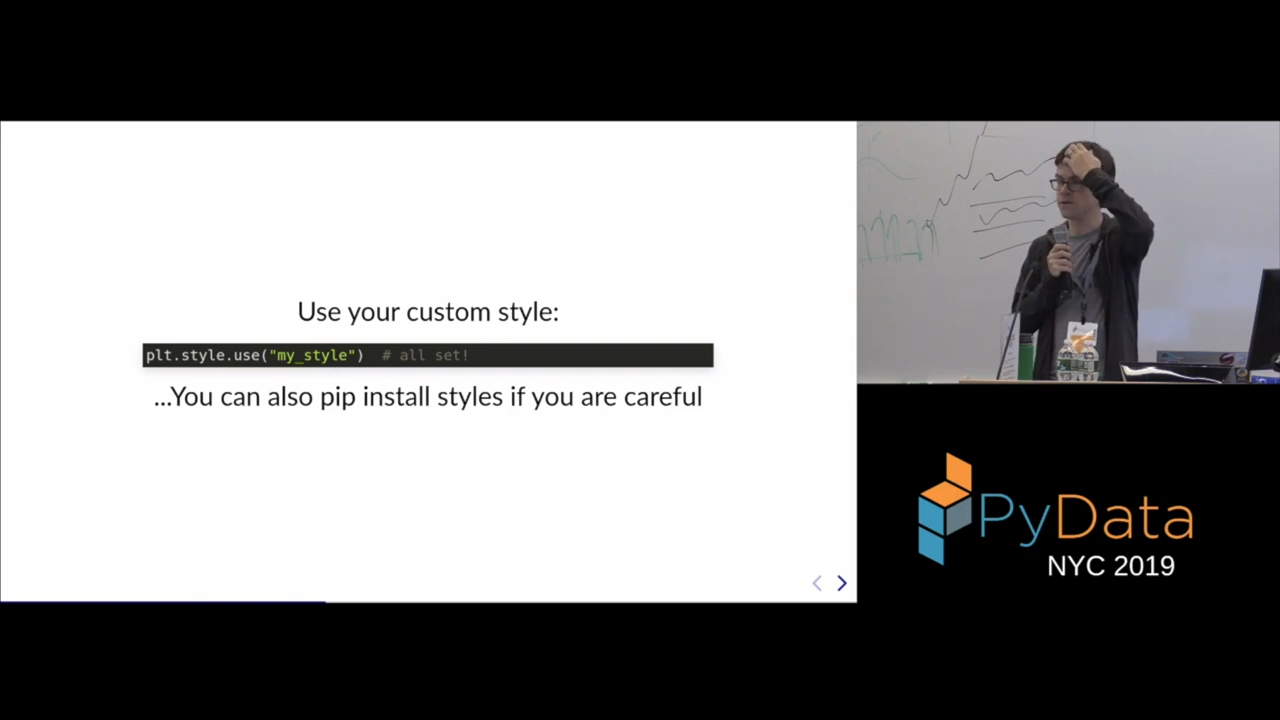 Use your custom style:
plt.style.use("my_style")  # all set!
...You can also pip install styles if you are careful
PyData
NYC 2019